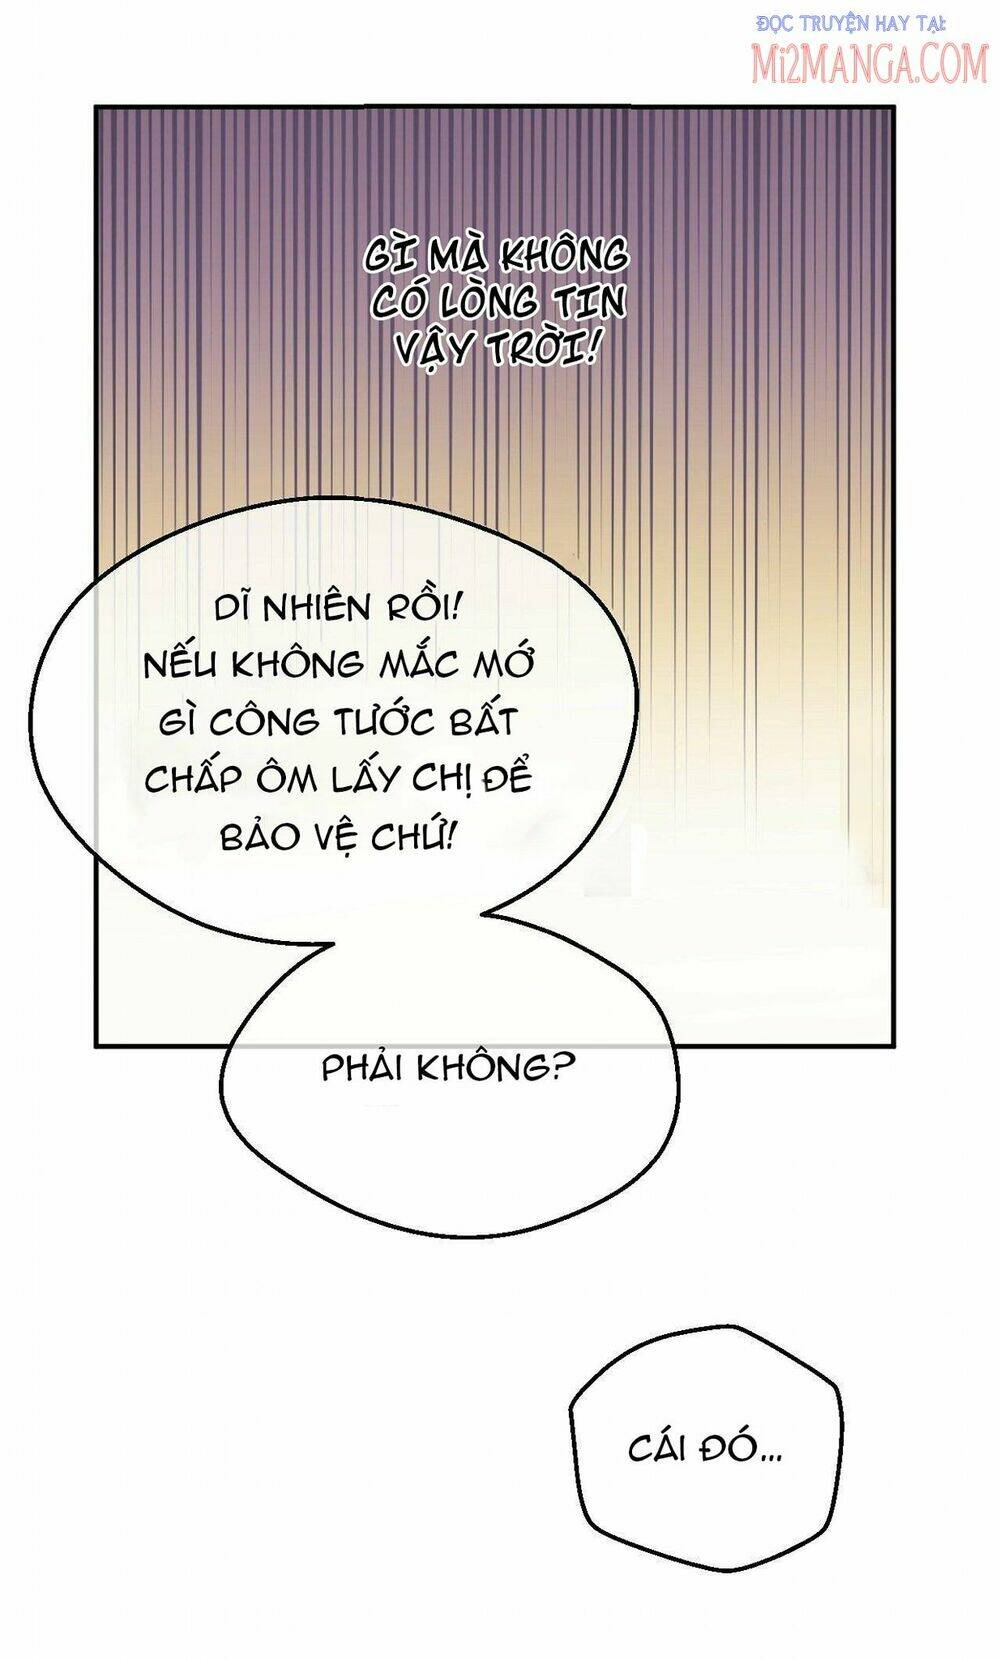 ĐỌC TRUYỆN HAY TẠI:
MI2MANGA.COM
GÌ MÀ KHÔNG
CÓ LÒNG TIN
VẬY TRỜI!
DĨ NHIÊN RỒI!
NẾU KHÔNG MẮC MỚ
GÌ CÔNG TƯỚC BẤT
CHẤP ÔM LẤY CHỊ ĐỂ
BẢO VỆ CHỨ!
PHẢI KHÔNG?
CÁI ĐÓ...